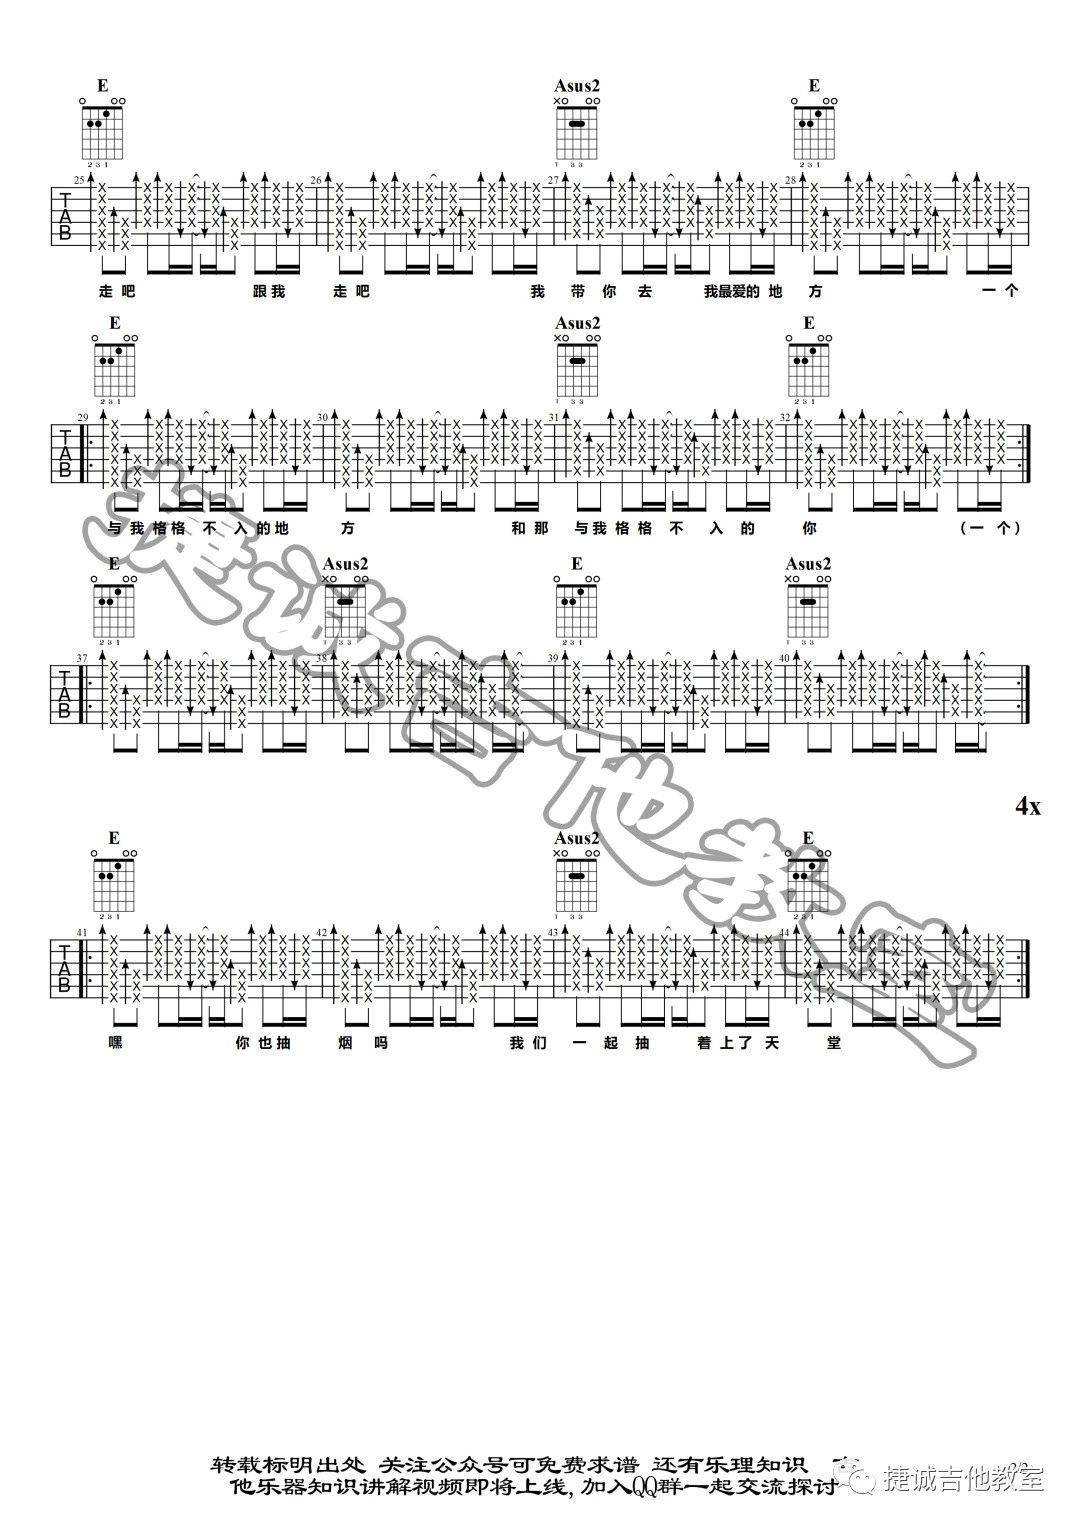 E Asus2 E
25 26 27 28
TAB
走吧 跟我 走吧 我 带 你 去 我最爱的 地 方 一 个
E Asus2 E
29 30 31 32
TAB
与 我 格格 不 入 的 地 方 和 那 与 我 格 格 不 入 的 你 (一 个)
E Asus2 E Asus2
37 38 39 40
TAB
4x
E Asus2 E
41 42 43 44
TAB
嘿 你 也 抽 烟 吗 我 们 一 起 抽 着 上 了 天 堂
捷诚吉他教室
转载标明出处 关注公众号可免费求谱 还有乐理知识
他乐器知识讲解视频即将上线,加入QQ群一起交流探讨
捷诚吉他教室